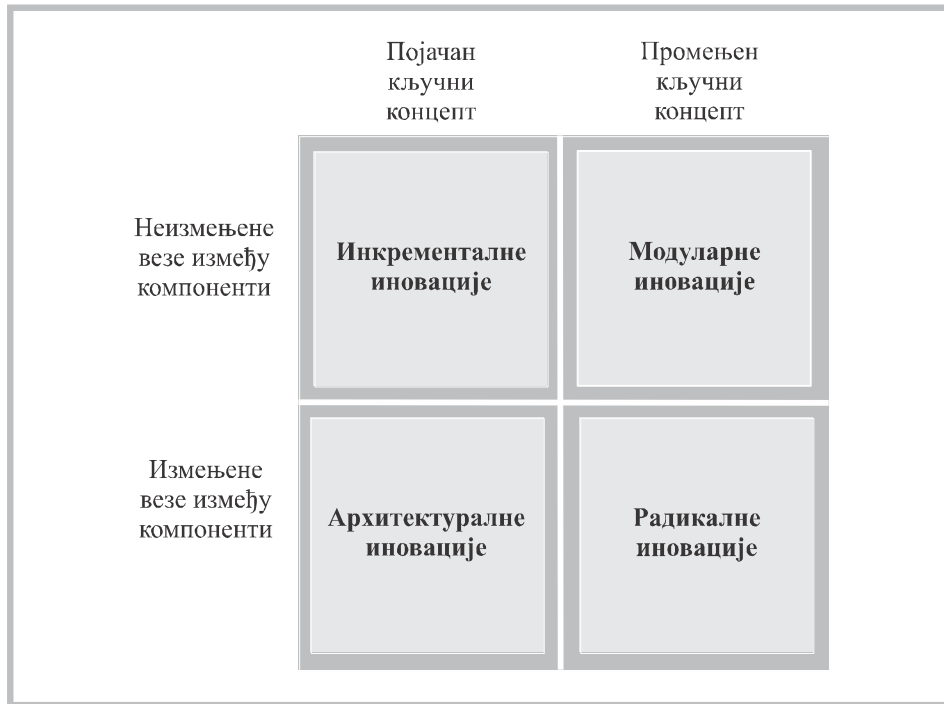 Појачан
кључни
концепт
Промењен
кључни
концепт
Неизмењене
везе између
компоненти
Инкременталне
иновације
Модуларне
иновације
Измењене
везе између
компоненти
Архитектуралне
иновације
Радикалне
иновације